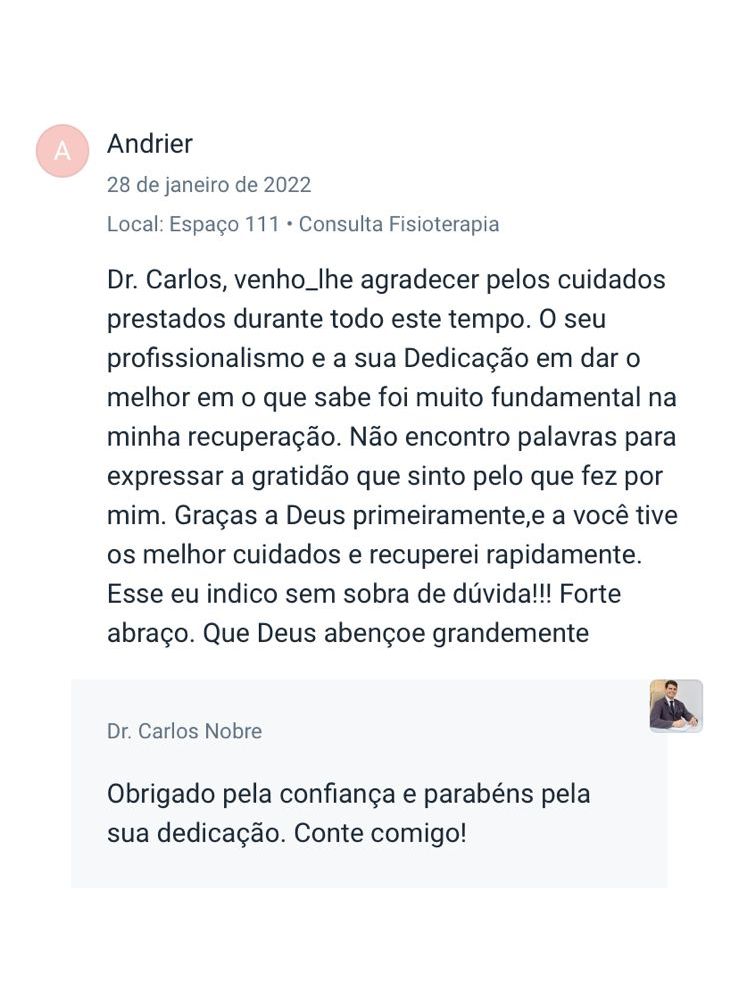 A
Andrier
28 de janeiro de 2022
Local: Espaço 111 • Consulta Fisioterapia
Dr. Carlos, venho_lhe agradecer pelos cuidados
prestados durante todo este tempo. O seu
profissionalismo e a sua Dedicação em dar o
melhor em o que sabe foi muito fundamental na
minha recuperação. Não encontro palavras para
expressar a gratidão que sinto pelo que fez por
mim. Graças a Deus primeiramente,e a você tive
os melhor cuidados e recuperei rapidamente.
Esse eu indico sem sobra de dúvida!!! Forte
abraço. Que Deus abençoe grandemente
Dr. Carlos Nobre
Obrigado pela confiança e parabéns pela
sua dedicação. Conte comigo!